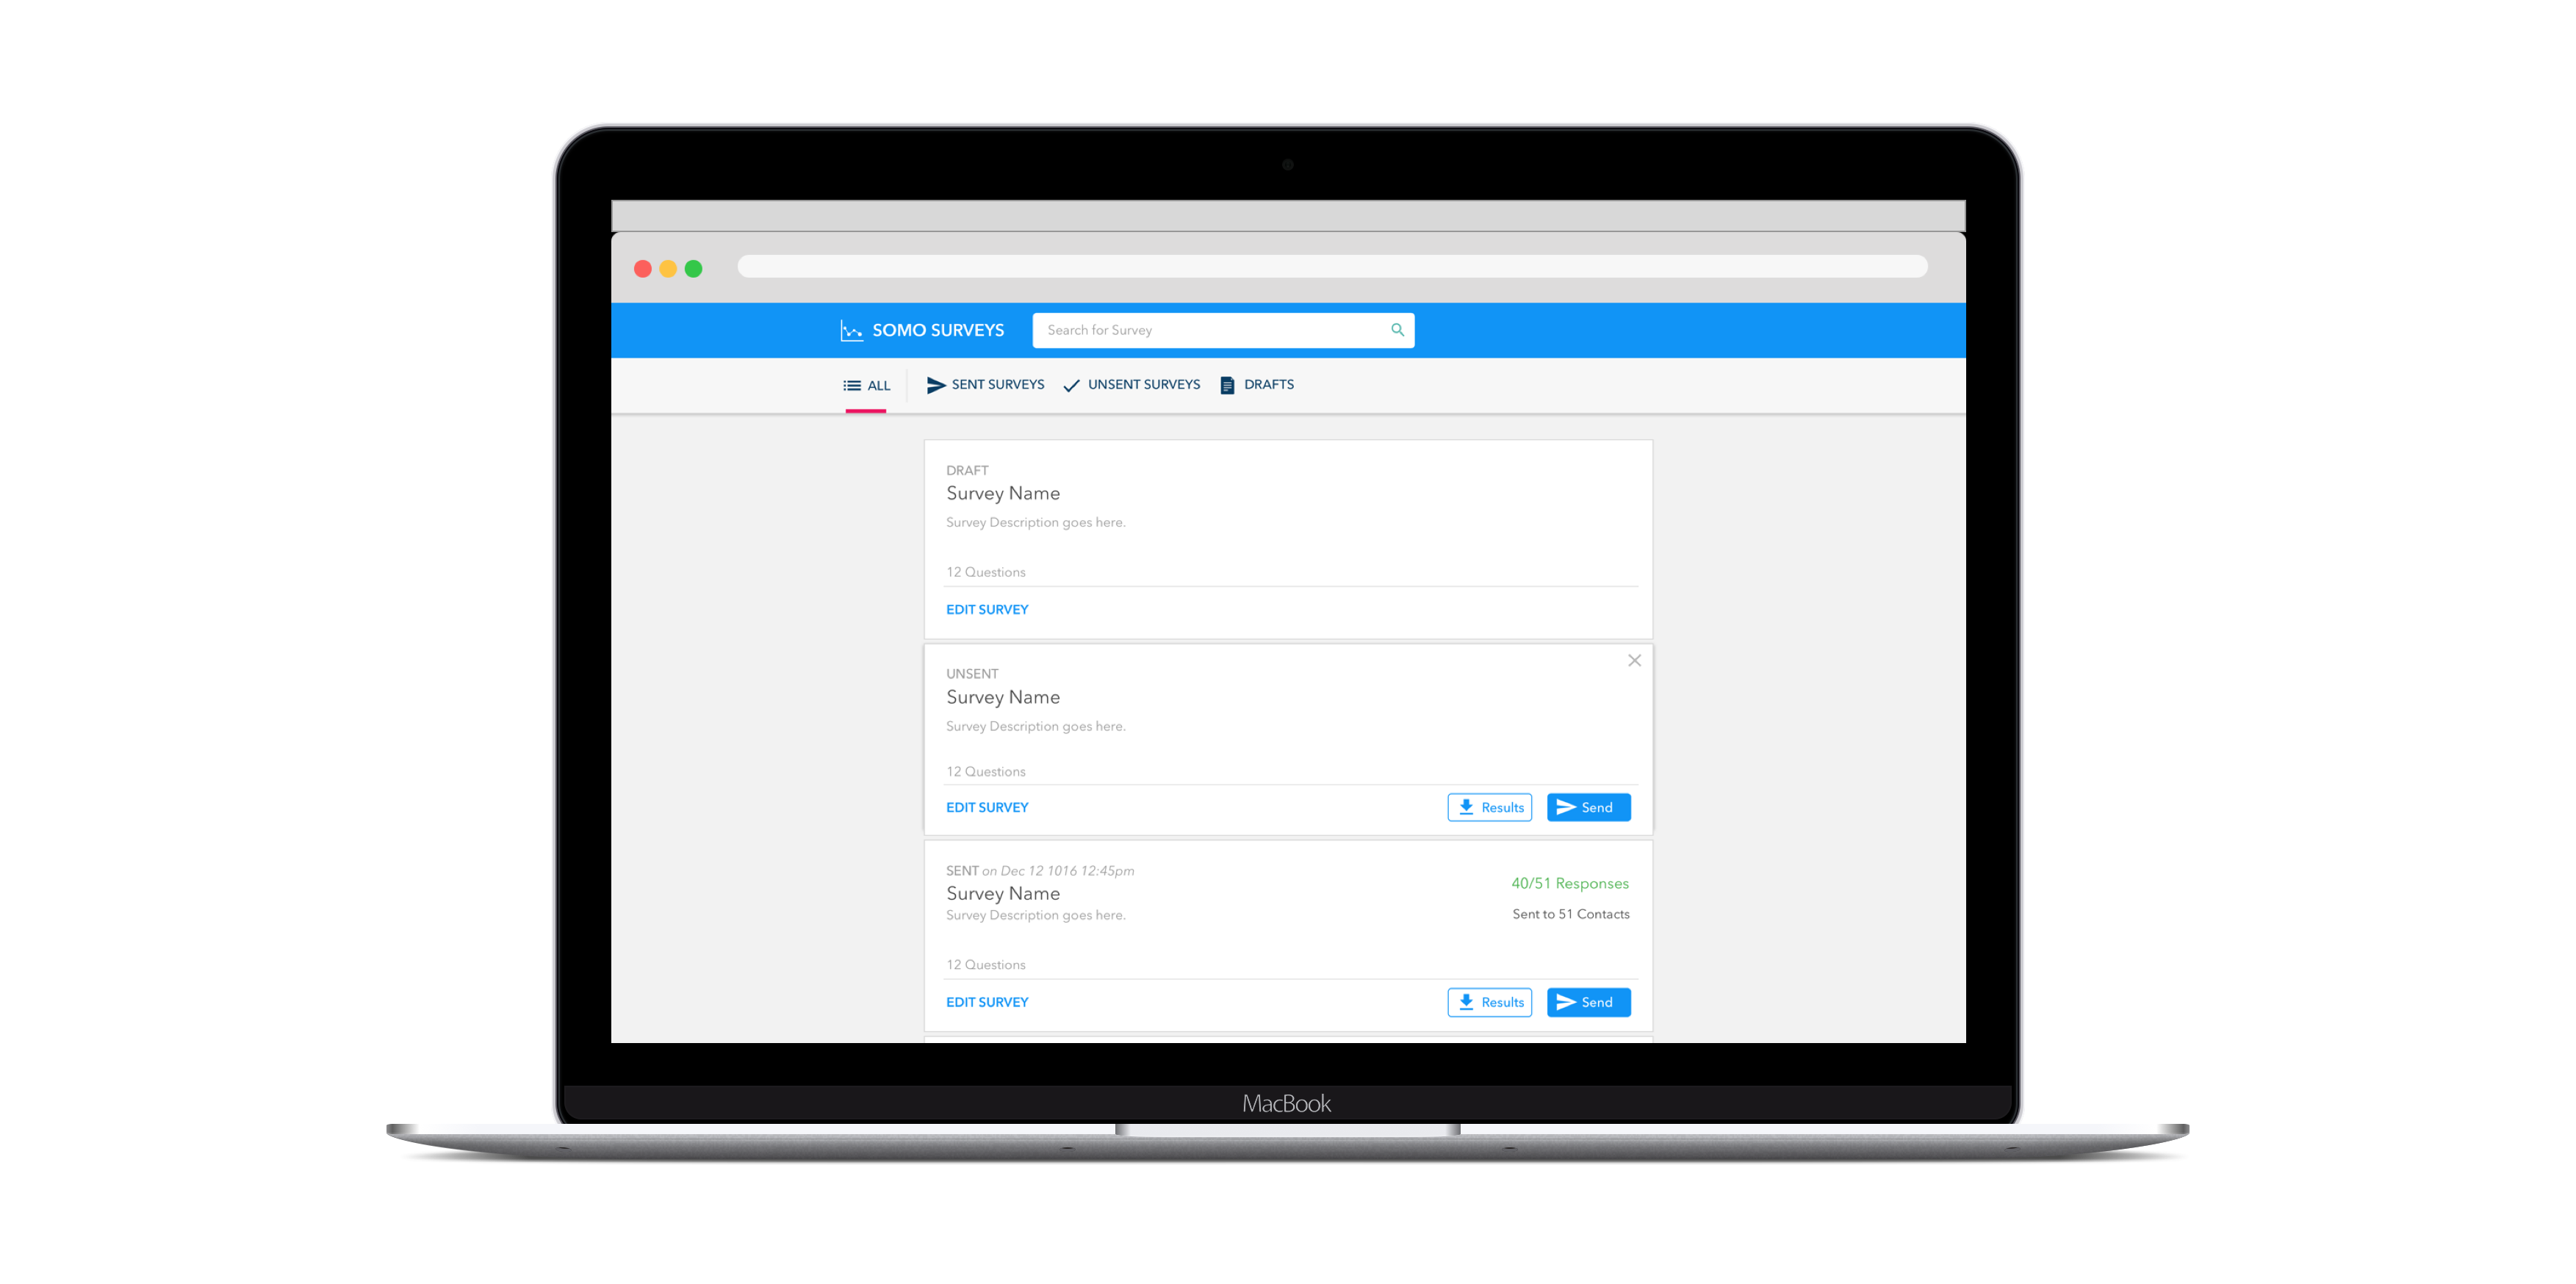 SOMO SURVEYS
Search for Survey
ALL
SENT SURVEYS
UNSENT SURVEYS
DRAFTS
DRAFT
Survey Name
Survey Description goes here.
12 Questions
EDIT SURVEY
UNSENT
Survey Name
Survey Description goes here.
12 Questions
EDIT SURVEY
Results
Send
SENT on Dec 12 1016 12:45pm
Survey Name
Survey Description goes here.
40/51 Responses
Sent to 51 Contacts
12 Questions
EDIT SURVEY
Results
Send
MacBook